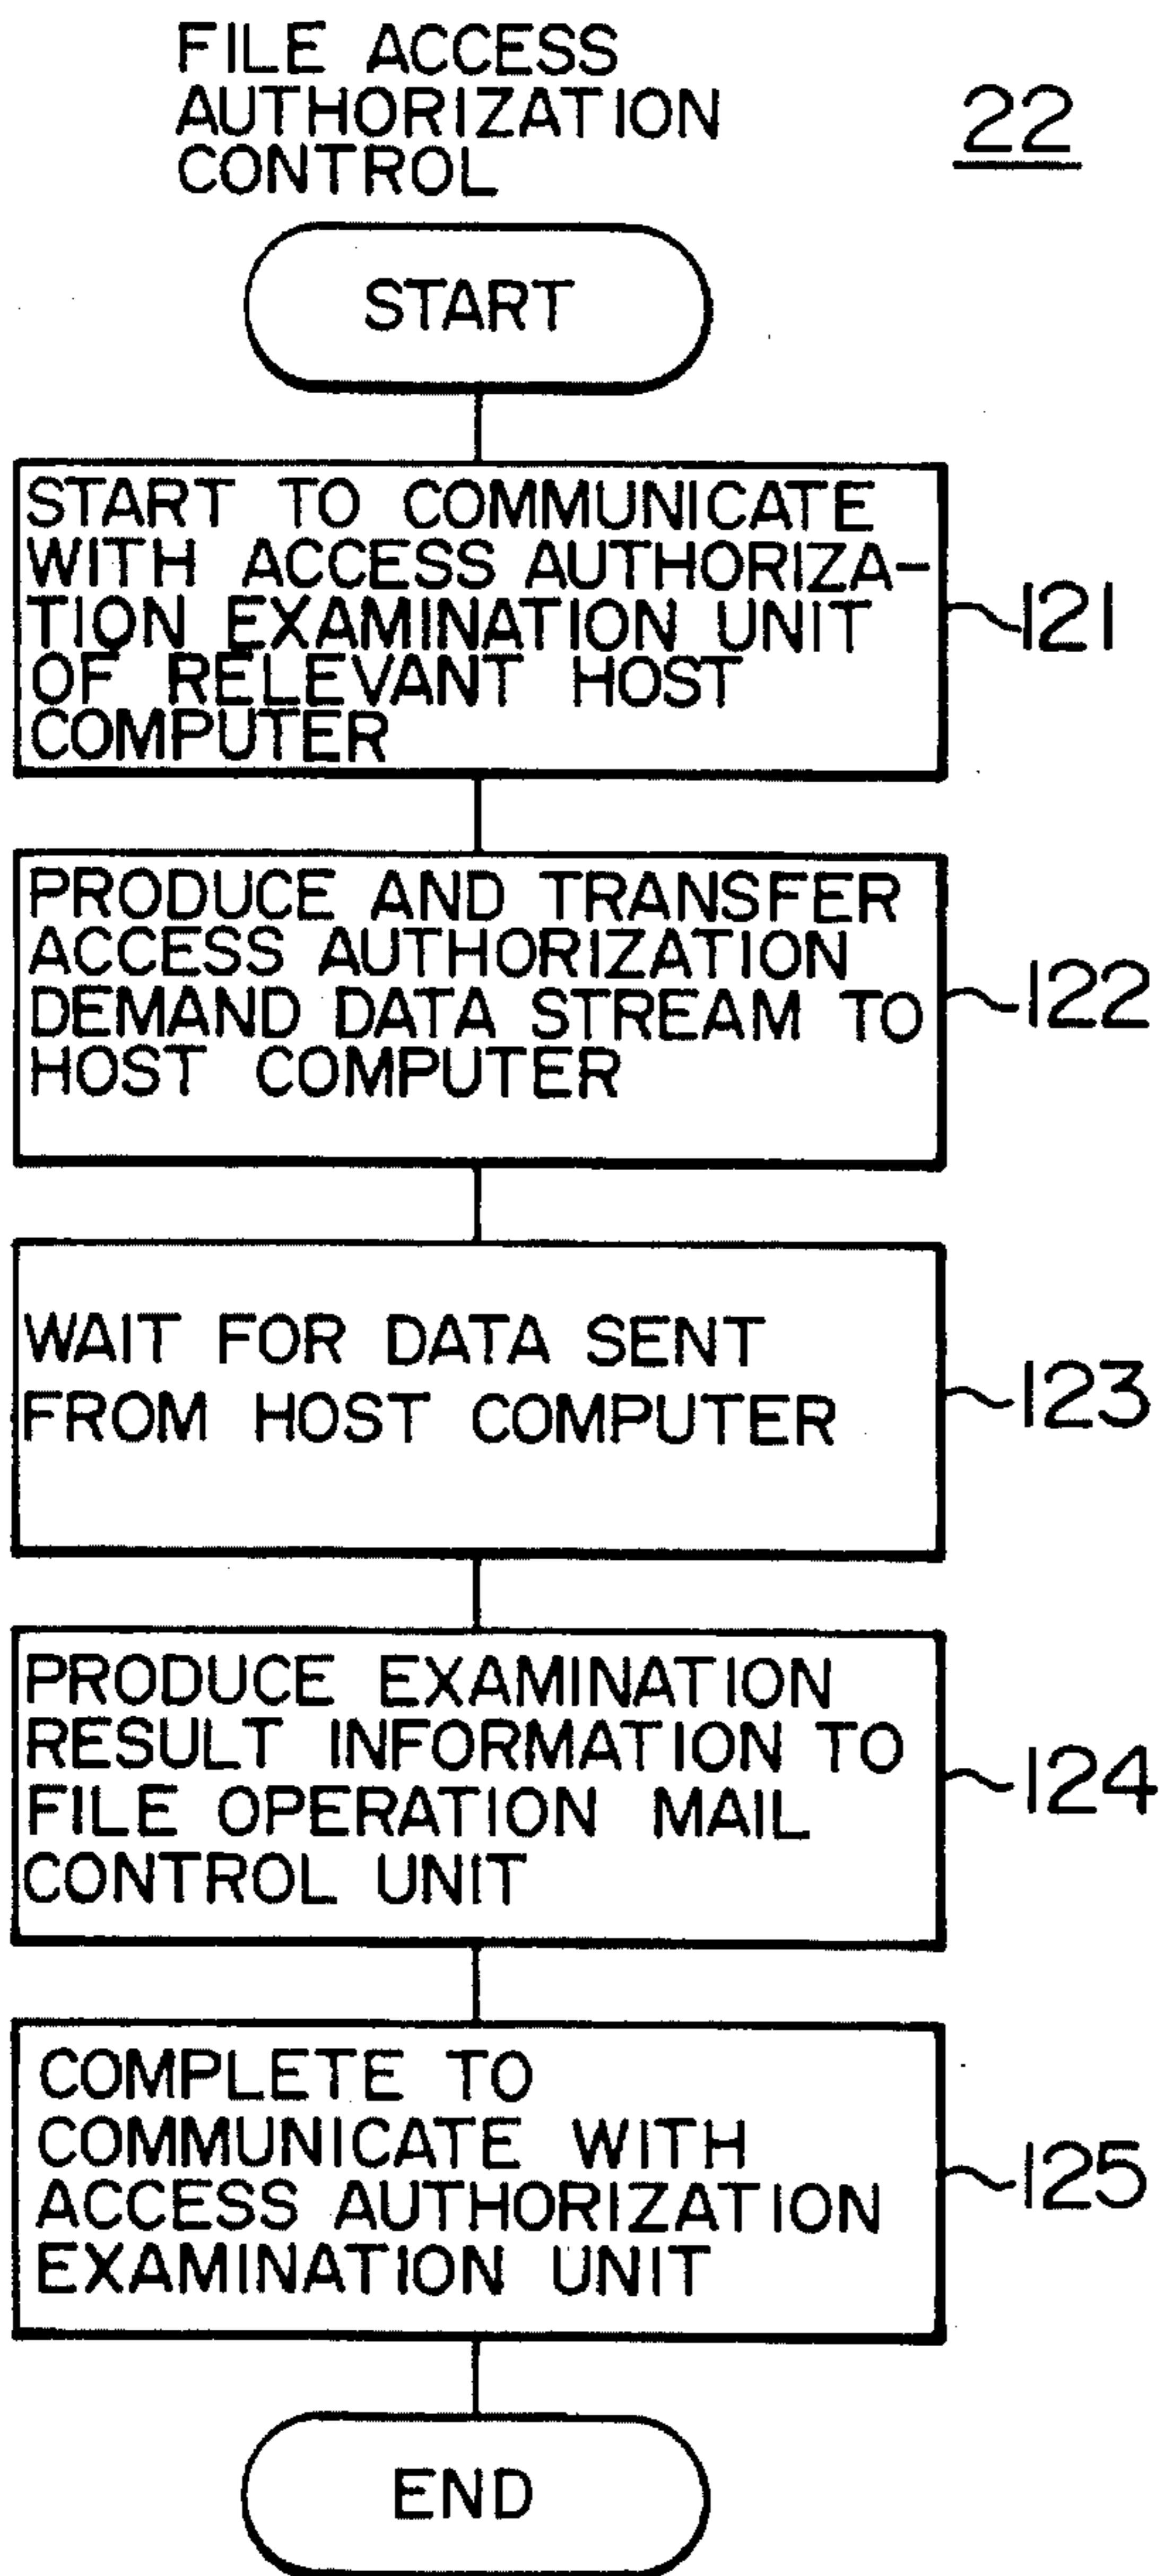 FILE ACCESS
AUTHORIZATION
CONTROL
22
START
START TO COMMUNICATE
WITH ACCESS AUTHORIZA-
TION EXAMINATION UNIT
OF RELEVANT HOST
COMPUTER
121
PRODUCE AND TRANSFER
ACCESS AUTHORIZATION
DEMAND DATA STREAM TO
HOST COMPUTER
122
WAIT FOR DATA SENT
FROM HOST COMPUTER
123
PRODUCE EXAMINATION
RESULT INFORMATION TO
FILE OPERATION MAIL
CONTROL UNIT
124
COMPLETE TO
COMMUNICATE WITH
ACCESS AUTHORIZATION
EXAMINATION UNIT
125
END